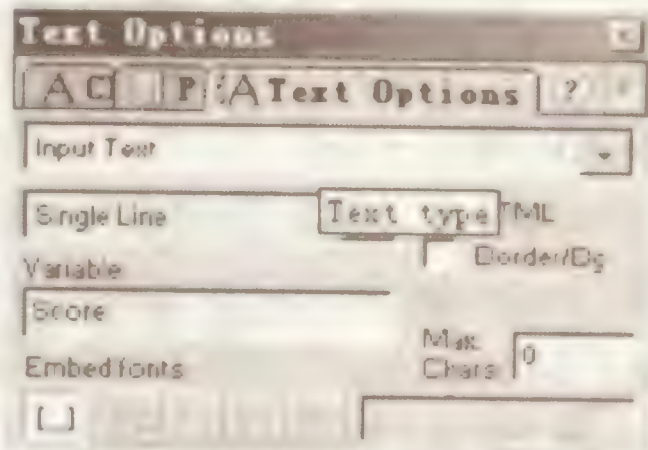 Text Options
A C P A Text Options ?
Input Text
Single Line Text type TML
Variable Border/Bg
Score
Max. 0
Embed fonts Chars
[...]